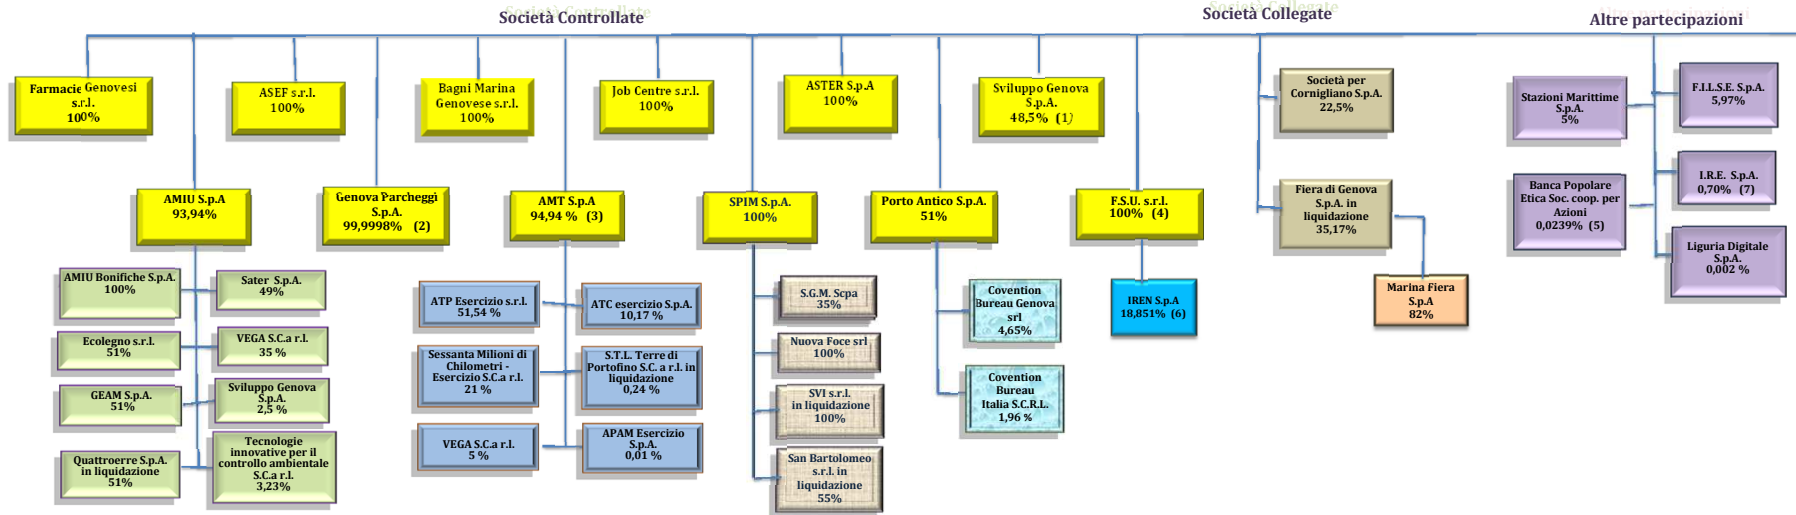 Società Controllate
Società Collegate
Altre partecipazioni
Farmacie Genovesi
s.r.l.
100%
ASEF s.r.l.
100%
Bagni Marina
Genovese s.r.l.
100%
Job Centre s.r.l.
100%
ASTER S.p.A
100%
Sviluppo Genova
S.p.A.
48,5% (1)
Società per
Cornigliano S.p.A.
22,5%
Stazioni Marittime
S.p.A.
5%
F.I.L.S.E. S.p.A.
5,97%
AMIU S.p.A
93,94%
Genova Parcheggi
S.p.A.
99,9998% (2)
AMT S.p.A
94,94 % (3)
SPIM S.p.A.
100%
Porto Antico S.p.A.
51%
F.S.U. s.r.l.
100% (4)
Fiera di Genova
S.p.A. in
liquidazione
35,17%
Banca Popolare
Etica Soc. coop. per
Azioni
0,0239% (5)
I.R.E. S.p.A.
0,70% (7)
Liguria Digitale
S.p.A.
0,002 %
AMIU Bonifiche S.p.A.
100%
Sater S.p.A.
49%
Ecolegno s.r.l.
51%
VEGA S.C.a r.l.
35 %
GEAM S.p.A.
51%
Sviluppo Genova
S.p.A.
2,5 %
Quattroerre S.p.A.
in liquidazione
51%
Tecnologie
innovative per il
controllo ambientale
S.C.a r.l.
3,23%
ATP Esercizio s.r.l.
51,54 %
ATC esercizio S.p.A.
10,17 %
Sessanta Milioni di
Chilometri -
Esercizio S.C.a r.l.
21 %
S.T.L. Terre di
Portofino S.C. a r.l. in
liquidazione
0,24 %
VEGA S.C.a r.l.
5 %
APAM Esercizio
S.p.A.
0,01 %
S.G.M. Scpa
35%
Nuova Foce srl
100%
SVI s.r.l.
in liquidazione
100%
San Bartolomeo
s.r.l. in
liquidazione
55%
Covention
Bureau Genova
srl
4,65%
Covention
Bureau
Italia S.C.R.L.
1,96 %
IREN S.p.A
18,851% (6)
Marina Fiera
S.p.A
82%